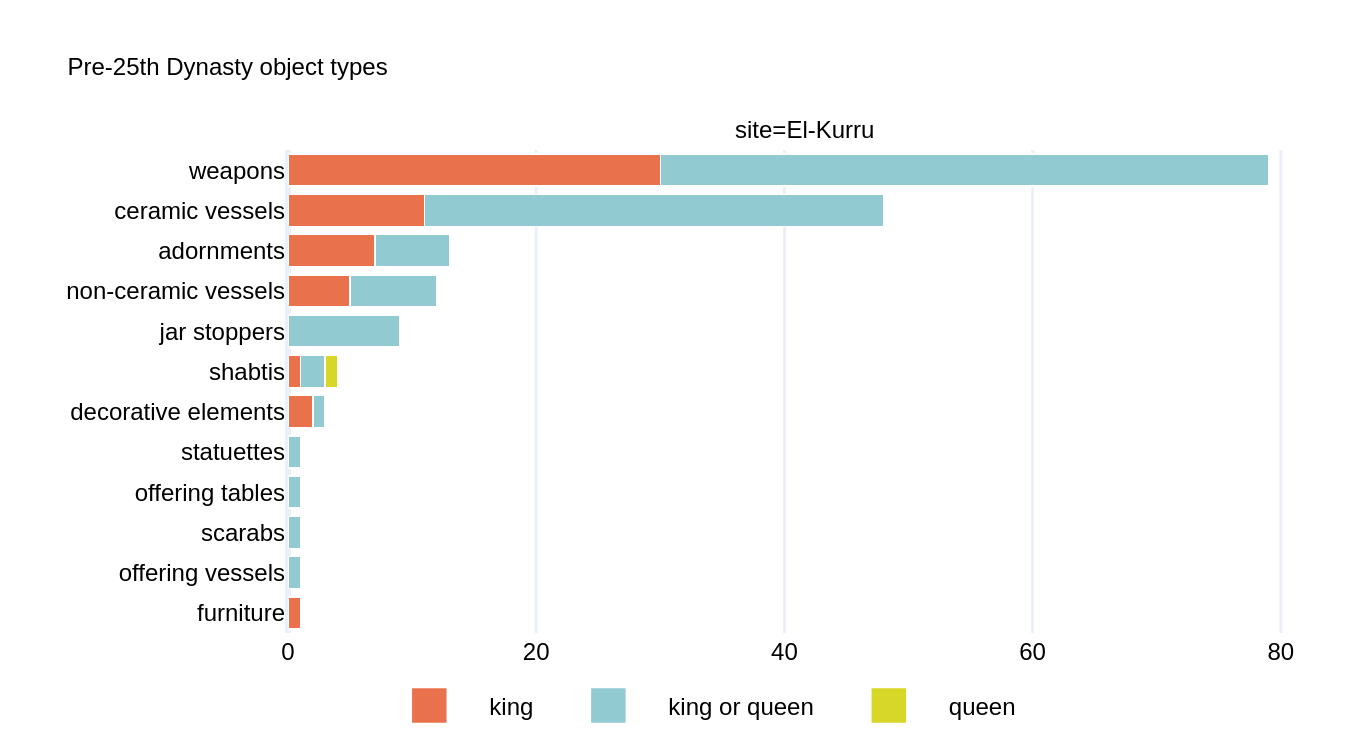 Pre-25th Dynasty object types
site=El-Kurru
weapons
ceramic vessels
adornments
non-ceramic vessels
jar stoppers
shabtis
decorative elements
statuettes
offering tables
scarabs
offering vessels
furniture
0 20 40 60 80
king king or queen queen